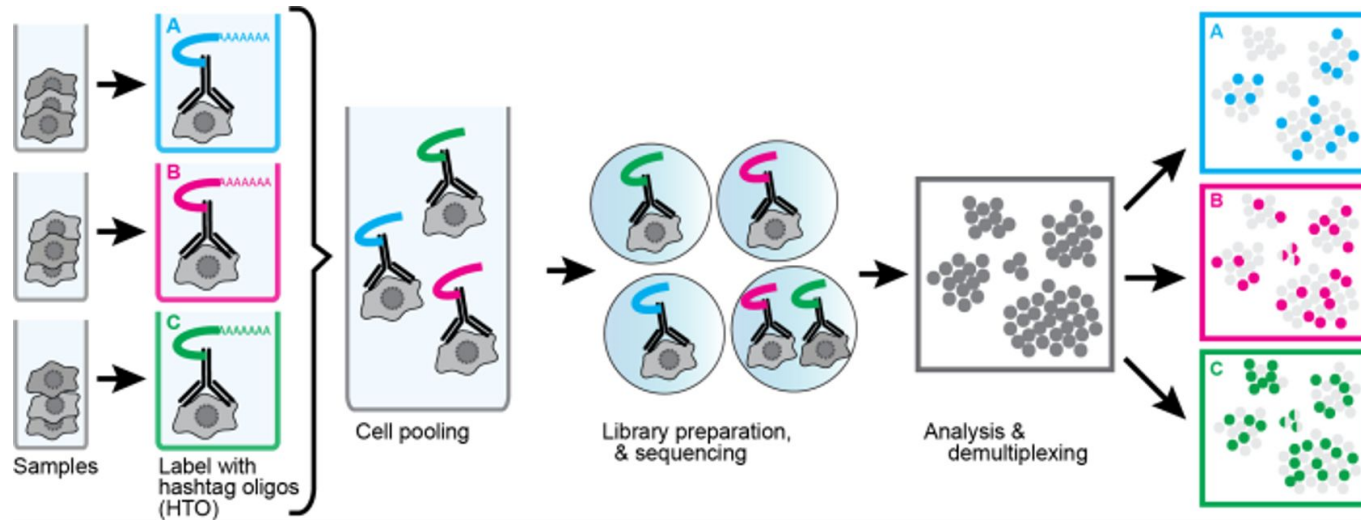 A
AAAAAAA
B
AAAAAAA
C
AAAAAAA
Samples
Label with
hashtag oligos
(HTO)
Cell pooling
Library preparation,
& sequencing
Analysis &
demultiplexing
A
B
C